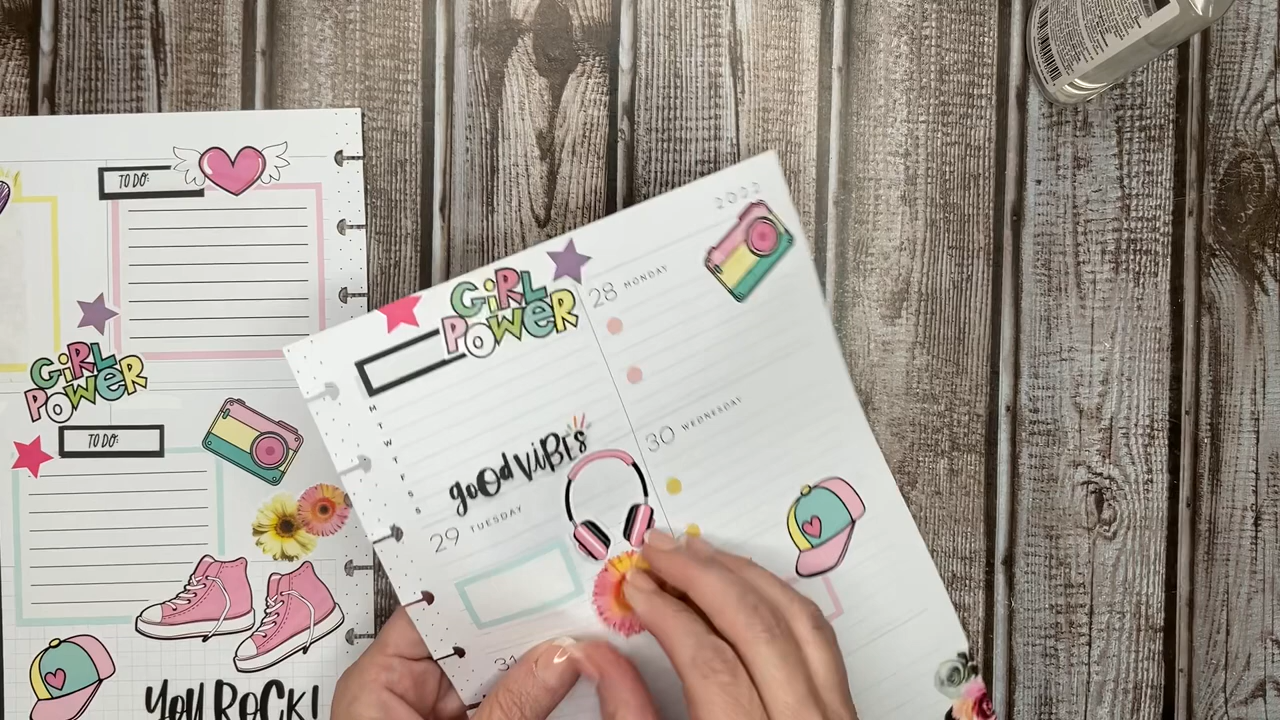 TO DO:
GiRL
POWER
TO DO:
YOU ROCK!
2022
GiRL
POWER
28 MONDAY
M
T
W
T
F
S
S
gOOd ViBES
30 WEDNESDAY
29 TUESDAY
31